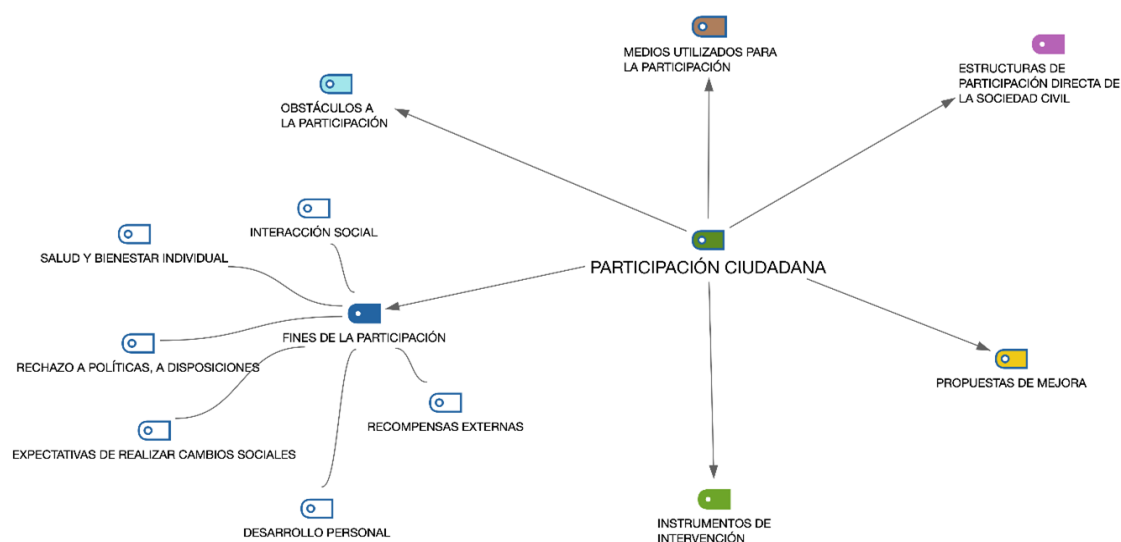 MEDIOS UTILIZADOS PARA
LA PARTICIPACIÓN
ESTRUCTURAS DE
PARTICIPACIÓN DIRECTA DE
LA SOCIEDAD CIVIL
OBSTÁCULOS A
LA PARTICIPACIÓN
INTERACCIÓN SOCIAL
SALUD Y BIENESTAR INDIVIDUAL
PARTICIPACIÓN CIUDADANA
FINES DE LA PARTICIPACIÓN
RECHAZO A POLÍTICAS, A DISPOSICIONES
PROPUESTAS DE MEJORA
RECOMPENSAS EXTERNAS
EXPECTATIVAS DE REALIZAR CAMBIOS SOCIALES
DESARROLLO PERSONAL
INSTRUMENTOS DE
INTERVENCIÓN